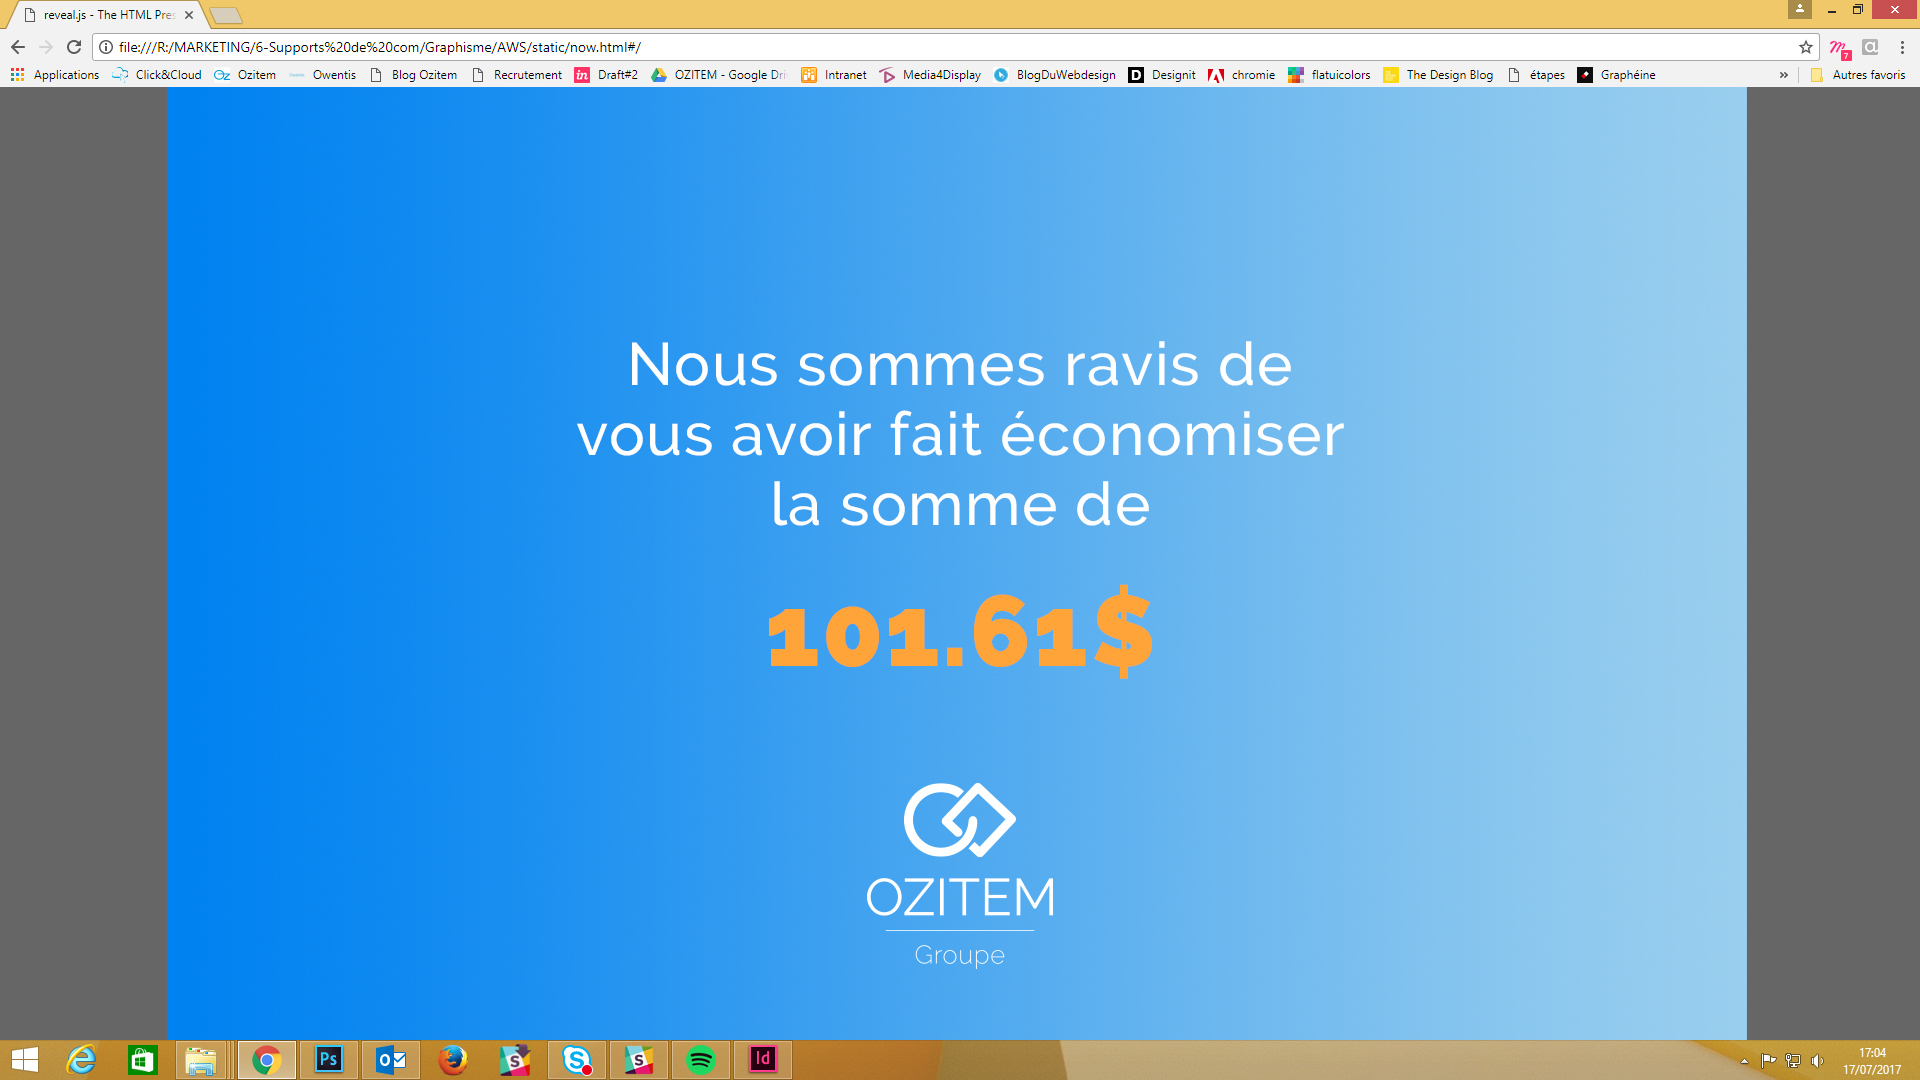 reveal.js - The HTML Pres
file:///R:/MARKETING/6-Supports%20de%20com/Graphisme/AWS/static/now.html#/
7
Applications Click&Cloud Ozitem Owentis Blog Ozitem Recrutement Draft#2 OZITEM - Google Dri Intranet Media4Display BlogDuWebdesign Designit chromie flatuicolors The Design Blog étapes Graphéine » Autres favoris
Nous sommes ravis de
vous avoir fait économiser
la somme de
101.61$
OZITEM
Groupe
17:04
17/07/2017